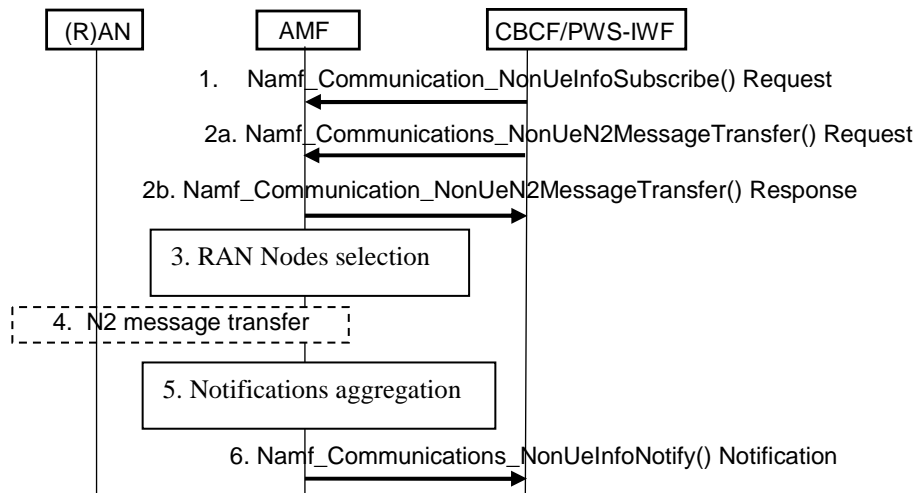 (R)AN
AMF
CBCF/PWS-IWF
1. Namf_Communication_NonUeInfoSubscribe() Request
2a. Namf_Communications_NonUeN2MessageTransfer() Request
2b. Namf_Communication_NonUeN2MessageTransfer() Response
3. RAN Nodes selection
4. N2 message transfer
5. Notifications aggregation
6. Namf_Communications_NonUeInfoNotify() Notification